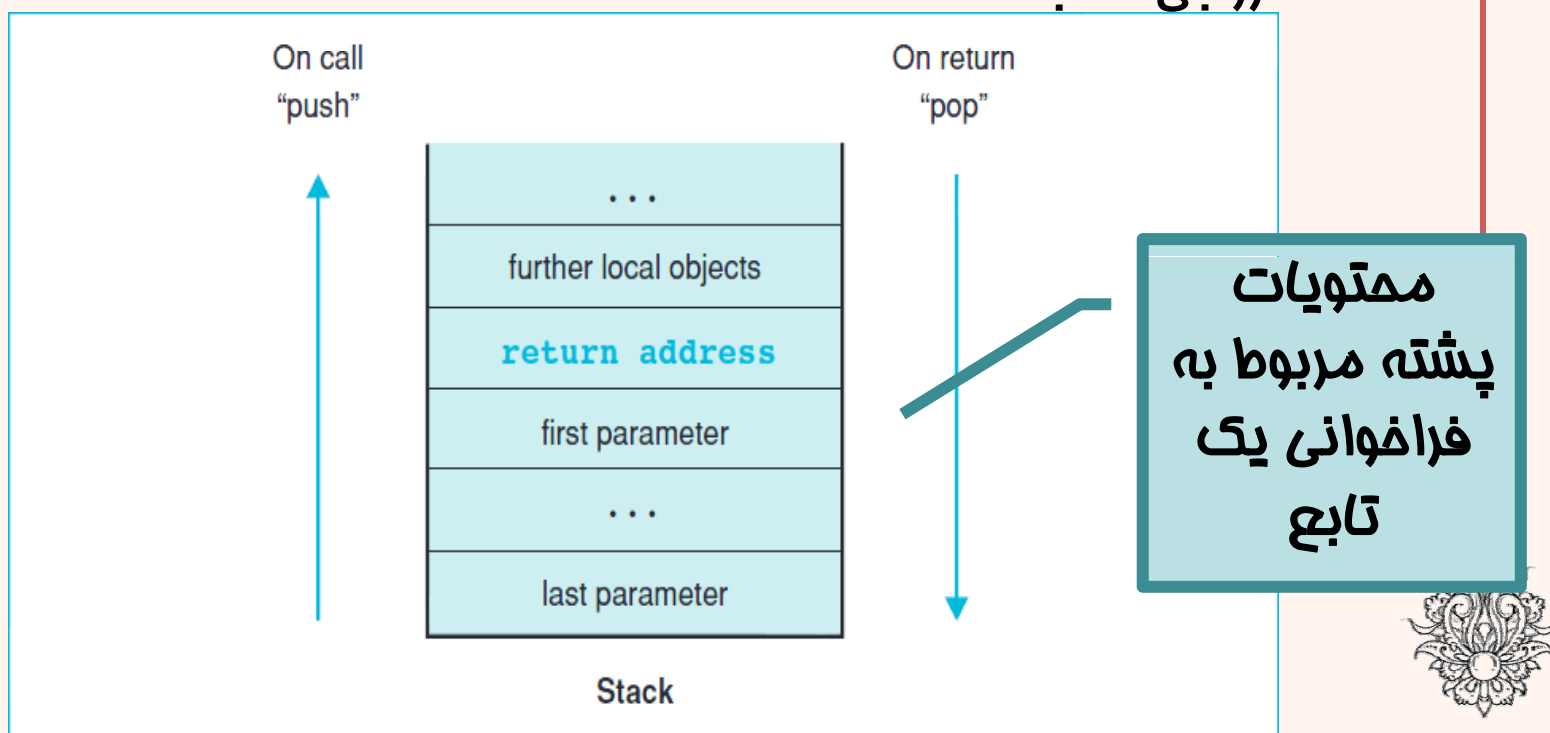 On call
“push”
On return
“pop”
. . .
further local objects
return address
first parameter
. . .
last parameter
Stack
محتویات
پشته مربوط به
فراخوانی یک
تابع